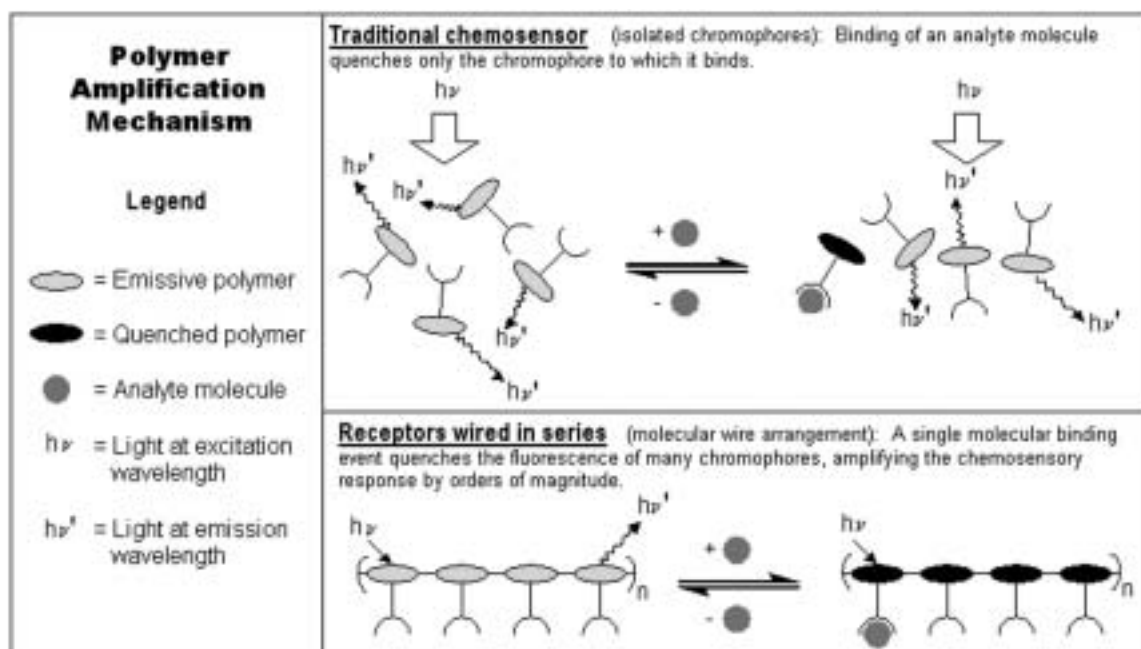 Polymer
Amplification
Mechanism
Legend
= Emissive polymer
= Quenched polymer
= Analyte molecule
hν = Light at excitation
wavelength
hν' = Light at emission
wavelength
Traditional chemosensor (isolated chromophores): Binding of an analyte molecule
quenches only the chromophore to which it binds.
hν
hν'
hν'
hν'
hν'
+
-
hν
hν'
hν'
hν'
Receptors wired in series (molecular wire arrangement): A single molecular binding
event quenches the fluorescence of many chromophores, amplifying the chemosensory
response by orders of magnitude.
hν
hν'
n
+
-
hν
n